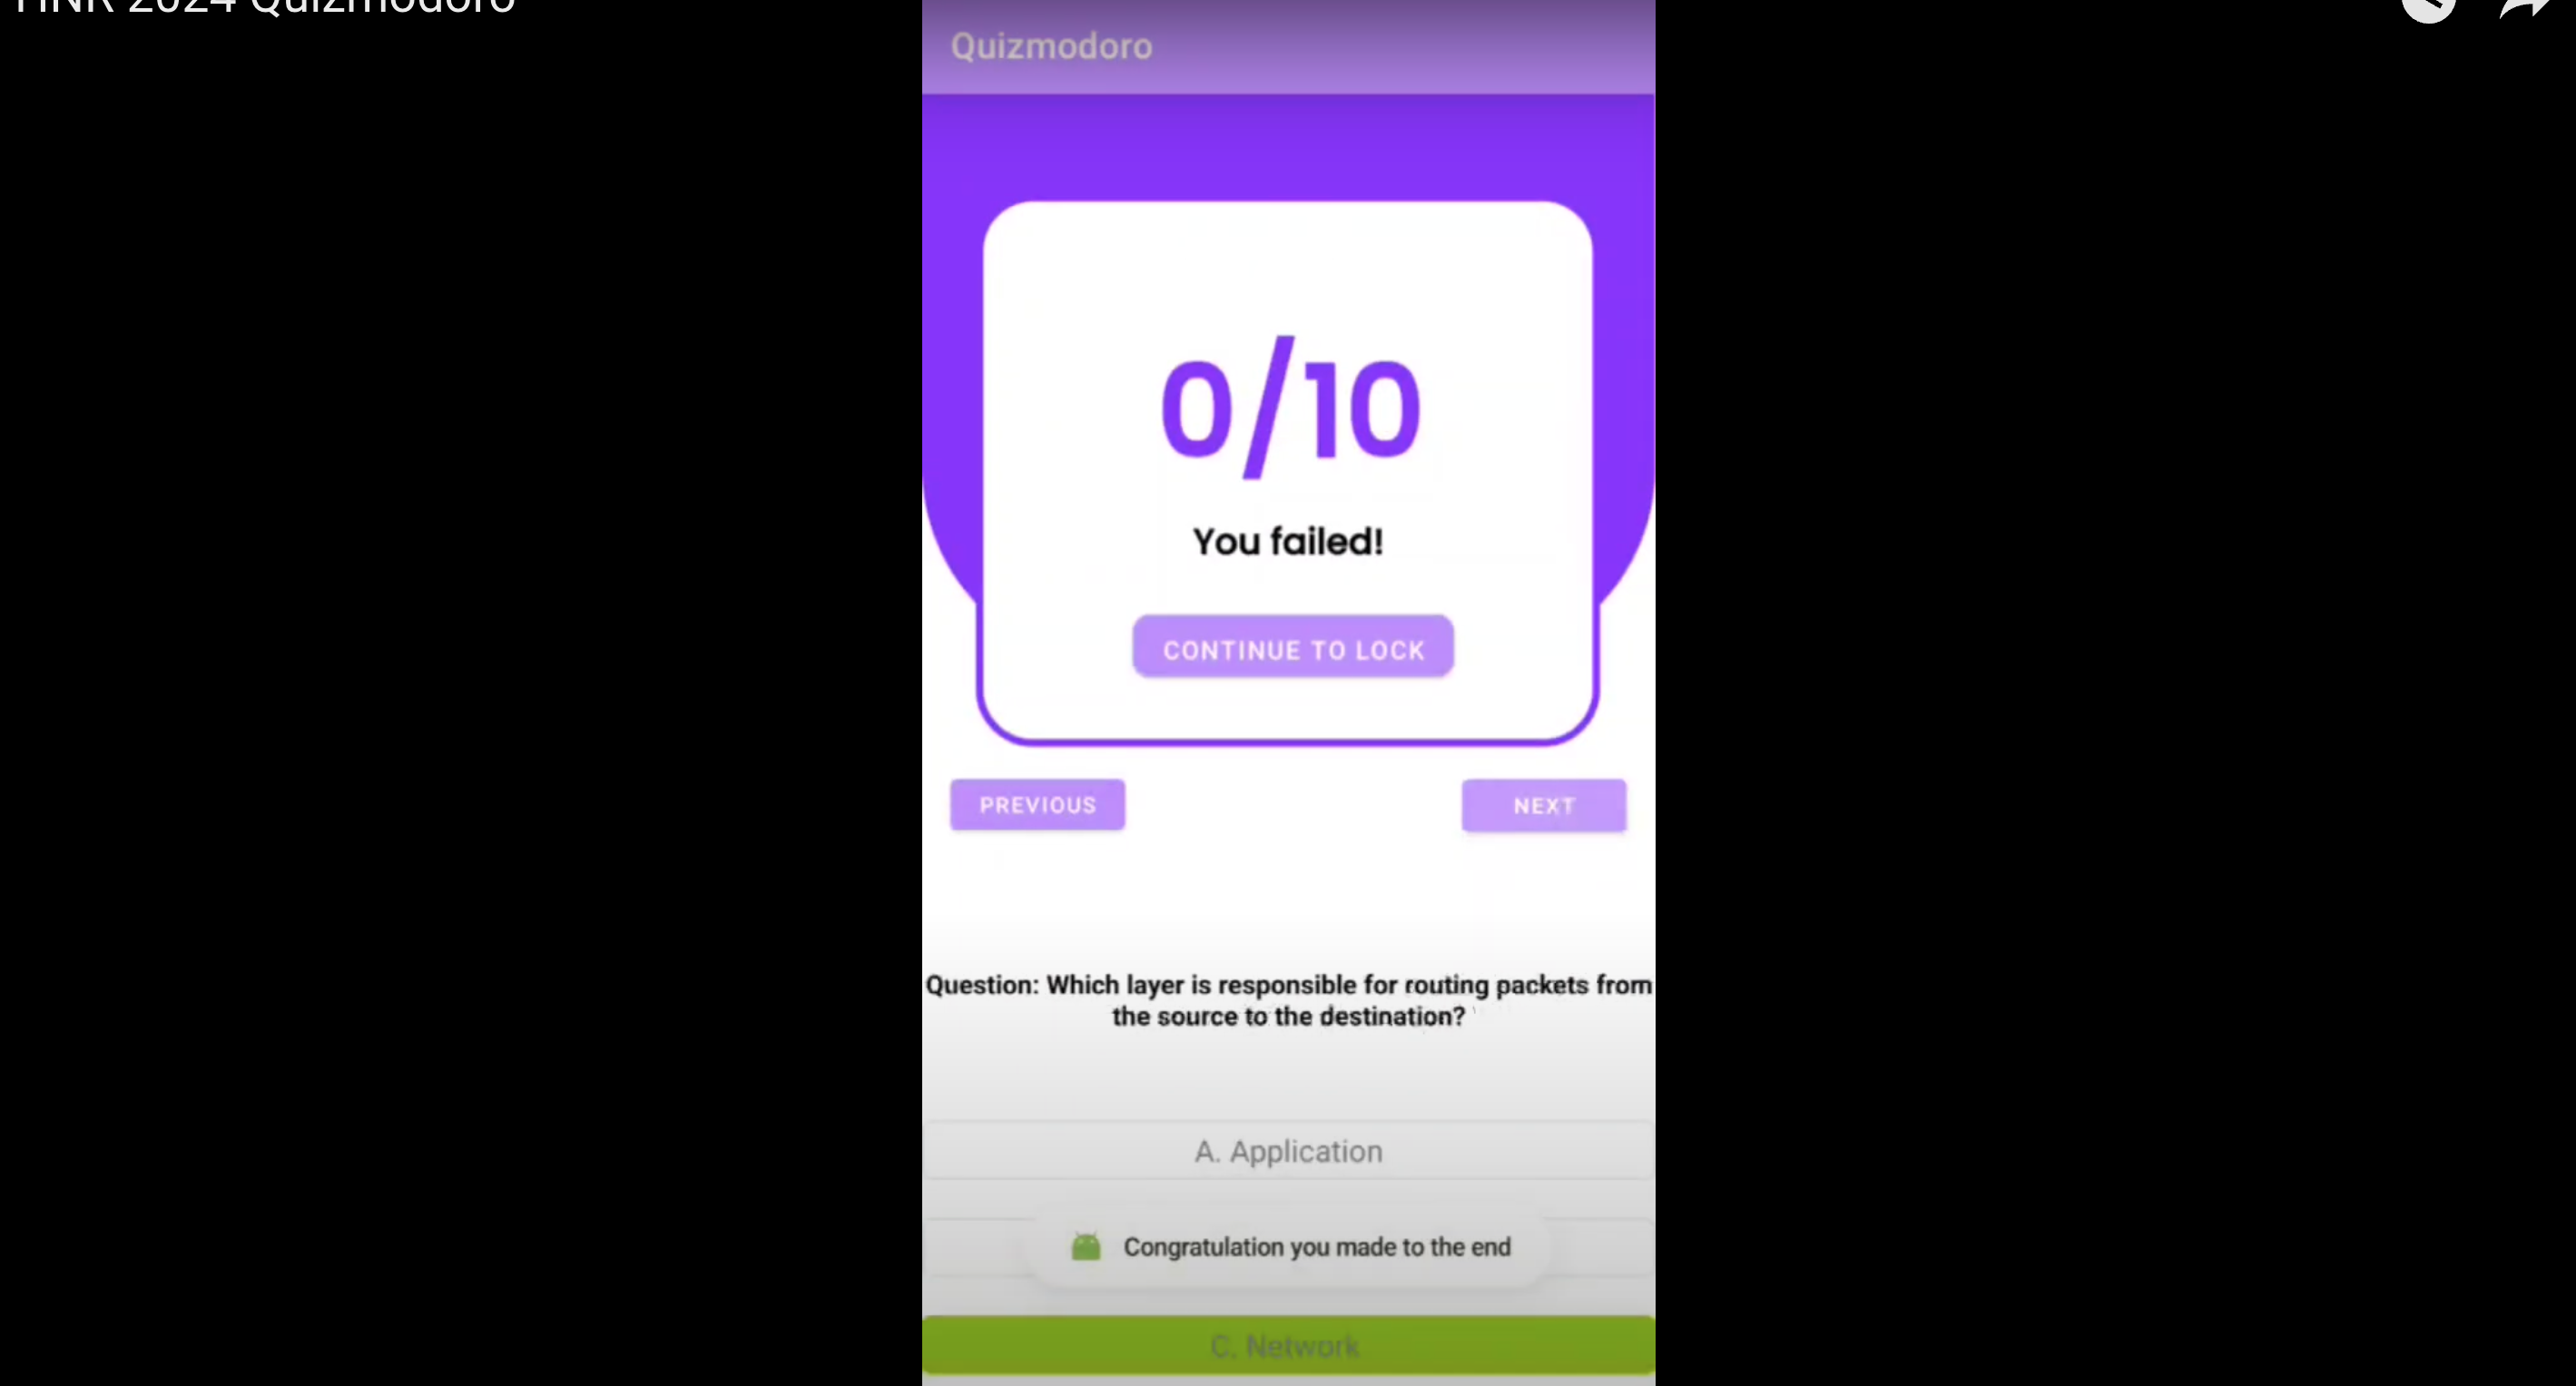 HNR 2024 Quizmodoro
Quizmodoro
0/10
You failed!
CONTINUE TO LOCK
PREVIOUS
NEXT
Question: Which layer is responsible for routing packets from
the source to the destination?
A. Application
Congratulation you made to the end
C. Network